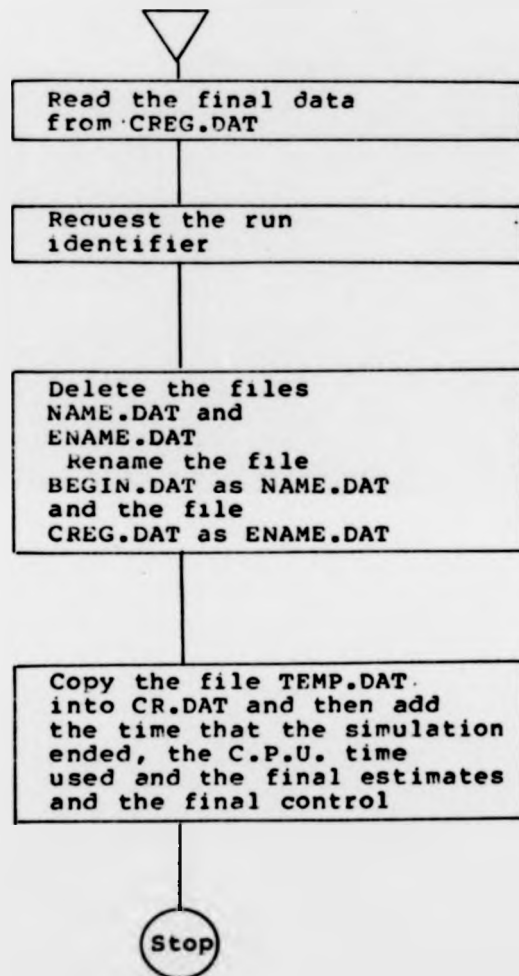 Read the final data
from CREG.DAT
Request the run
identifier
Delete the files
NAME.DAT and
ENAME.DAT
Rename the file
BEGIN.DAT as NAME.DAT
and the file
CREG.DAT as ENAME.DAT
Copy the file TEMP.DAT
into CR.DAT and then add
the time that the simulation
ended, the C.P.U. time
used and the final estimates
and the final control
Stop